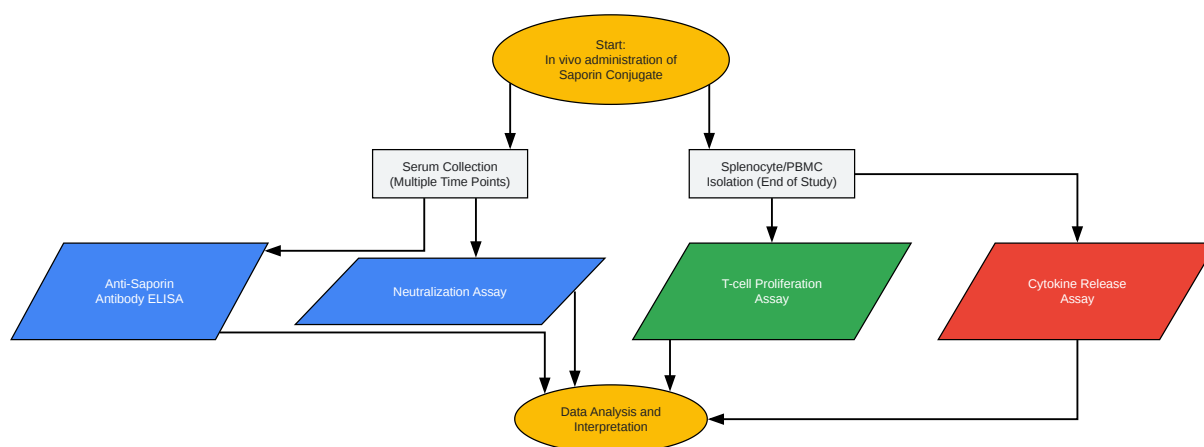 Start:
In vivo administration of
Saporin Conjugate
Serum Collection
(Multiple Time Points)
Splenocyte/PBMC
Isolation (End of Study)
Anti-Saporin
Antibody ELISA
Neutralization Assay
T-cell Proliferation
Assay
Cytokine Release
Assay
Data Analysis and
Interpretation